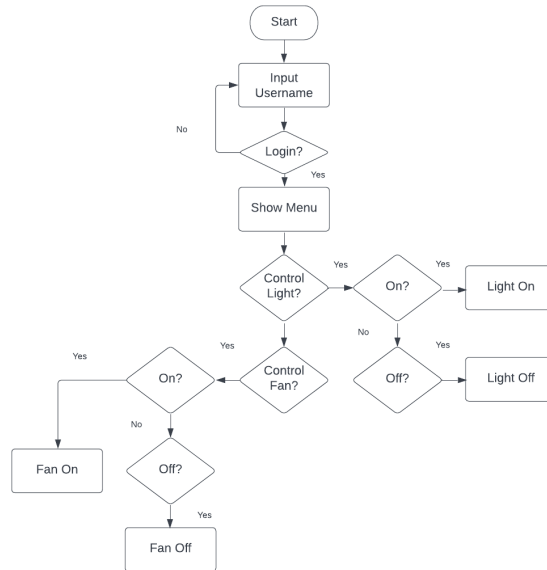 Start
Input
Username
No
Login?
Yes
Show Menu
Control
Light?
Yes
On?
Yes
Light On
No
Yes
Off?
Light Off
Control
Fan?
Yes
On?
Yes
Fan On
No
Off?
Yes
Fan Off